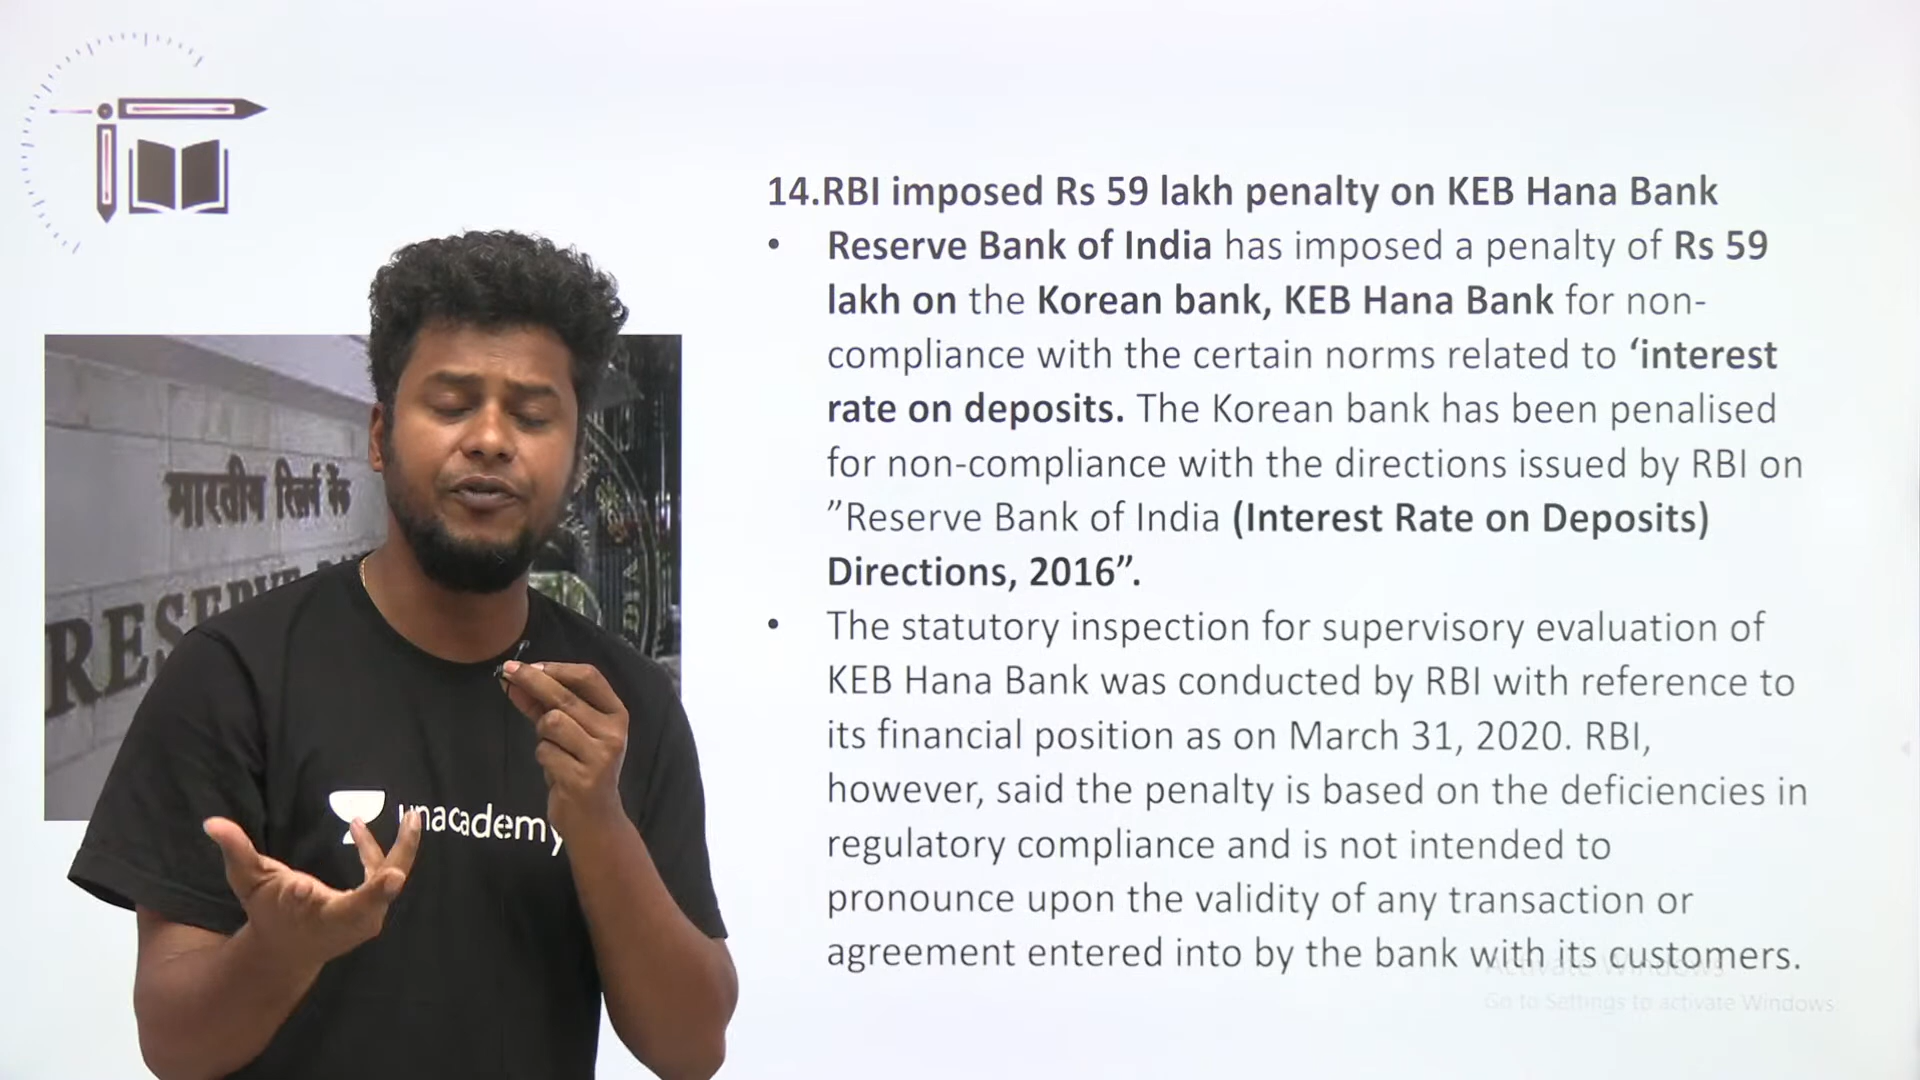 14.RBI imposed Rs 59 lakh penalty on KEB Hana Bank
• Reserve Bank of India has imposed a penalty of Rs 59
lakh on the Korean bank, KEB Hana Bank for non-
compliance with the certain norms related to ‘interest
rate on deposits. The Korean bank has been penalised
for non-compliance with the directions issued by RBI on
”Reserve Bank of India (Interest Rate on Deposits)
Directions, 2016”.
• The statutory inspection for supervisory evaluation of
KEB Hana Bank was conducted by RBI with reference to
its financial position as on March 31, 2020. RBI,
however, said the penalty is based on the deficiencies in
regulatory compliance and is not intended to
pronounce upon the validity of any transaction or
agreement entered into by the bank with its customers.
Activate Windows
Go to Settings to activate Windows.
भारतीय रिज़र्व बैंक
RESERVE
unacademy